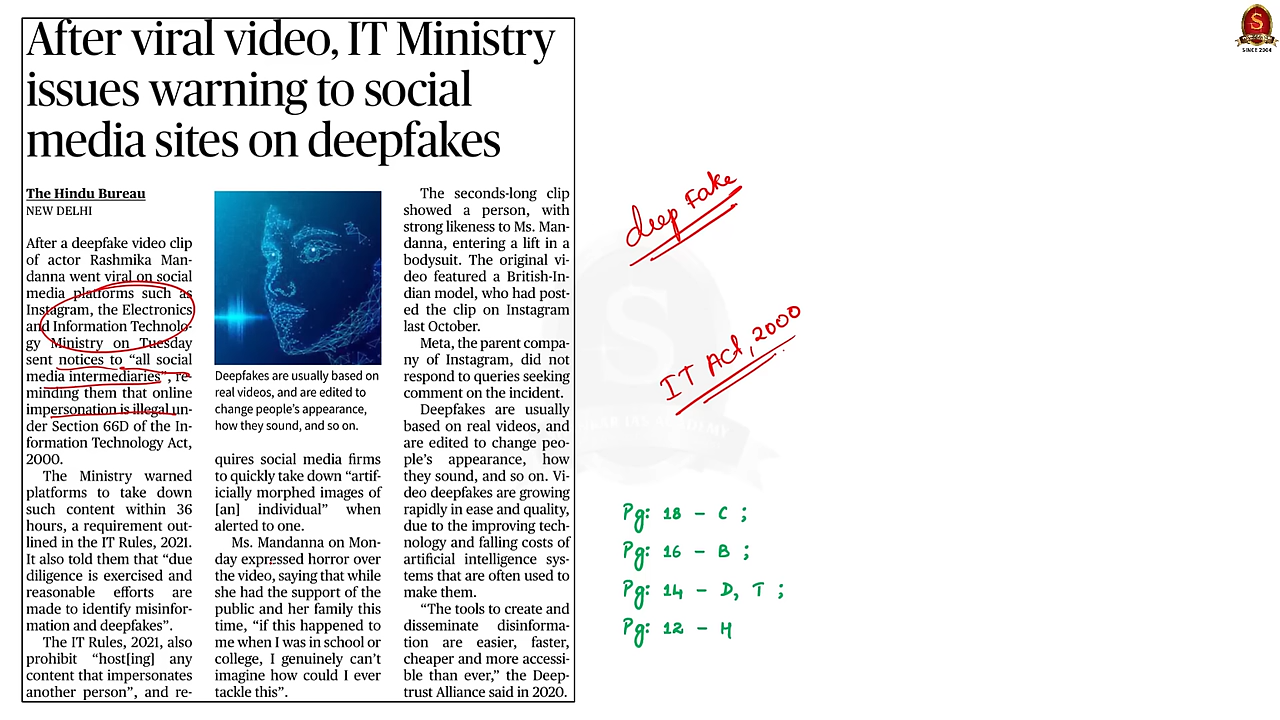 After viral video, IT Ministry
issues warning to social
media sites on deepfakes
The Hindu Bureau
NEW DELHI
After a deepfake video clip
of actor Rashmika Man-
danna went viral on social
media platforms such as
Instagram, the Electronics
and Information Technolo-
gy Ministry on Tuesday
sent notices to “all social
media intermediaries”, re-
minding them that online
impersonation is illegal un-
der Section 66D of the In-
formation Technology Act,
2000.
The Ministry warned
platforms to take down
such content within 36
hours, a requirement out-
lined in the IT Rules, 2021.
It also told them that “due
diligence is exercised and
reasonable efforts are
made to identify misinfor-
mation and deepfakes”.
The IT Rules, 2021, also
prohibit “host[ing] any
content that impersonates
another person”, and re-
Deepfakes are usually based on
real videos, and are edited to
change people’s appearance,
how they sound, and so on.
quires social media firms
to quickly take down “artif-
icially morphed images of
[an] individual” when
alerted to one.
Ms. Mandanna on Mon-
day expressed horror over
the video, saying that while
she had the support of the
public and her family this
time, “if this happened to
me when I was in school or
college, I genuinely can’t
imagine how could I ever
tackle this”.
The seconds-long clip
showed a person, with
strong likeness to Ms. Man-
danna, entering a lift in a
bodysuit. The original vi-
deo featured a British-In-
dian model, who had post-
ed the clip on Instagram
last October.
Meta, the parent compa-
ny of Instagram, did not
respond to queries seeking
comment on the incident.
Deepfakes are usually
based on real videos, and
are edited to change peo-
ple’s appearance, how
they sound, and so on. Vi-
deo deepfakes are growing
rapidly in ease and quality,
due to the improving tech-
nology and falling costs of
artificial intelligence sys-
tems that are often used to
make them.
“The tools to create and
disseminate disinforma-
tion are easier, faster,
cheaper and more accessi-
ble than ever,” the Deep-
trust Alliance said in 2020.
deep Fake
IT Act, 2000
Pg: 18 - C ;
Pg: 16 - B ;
Pg: 14 - D, T ;
Pg: 12 - H
S
SINCE 2004